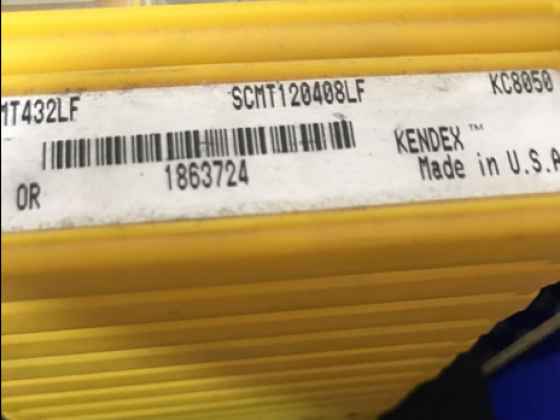 MT432LF SCMT120408LF KC8050
KENDEX™
OR 1863724 Made in U.S.A